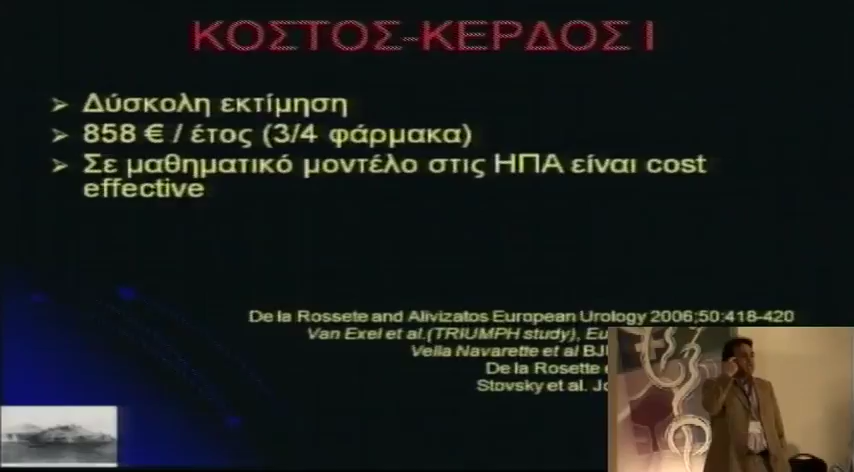 ΚΟΣΤΟΣ-ΚΕΡΔΟΣ Ι
➢ Δύσκολη εκτίμηση
➢ 858 € / έτος (3/4 φάρμακα)
➢ Σε μαθηματικό μοντέλο στις ΗΠΑ είναι cost
effective
De la Rossete and Alivizatos European Urology 2006;50:418-420
Van Exel et al.(TRIUMPH study), Eu
Vella Navarette et al BJ
De la Rosette
Stovsky et al. Jo